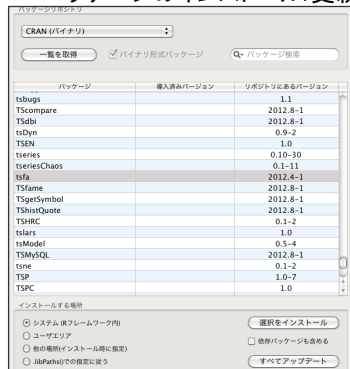 パッケージリポジトリ
CRAN (バイナリ)
一覧を取得 バイナリ形式パッケージ パッケージ検索
パッケージ 導入済みバージョン リポジトリにあるバージョン
tsbugs 1.1
TScompare 2012.8-1
TSdbi 2012.8-1
tsDyn 0.9-2
TSEN 1.0
tseries 0.10-30
tseriesChaos 0.1-11
tsfa 2012.4-1
TSfame 2012.8-1
TSgetSymbol 2012.8-1
TShistQuote 2012.8-1
TSHRC 0.1-2
tslars 1.0
tsModel 0.5-4
TSMySQL 2012.8-1
tsne 0.1-2
TSP 1.0-7
TSPC 1.0
インストールする場所
システム (Rフレームワーク内) 選択をインストール
ユーザエリア
依存パッケージも含める
他の場所(インストール時に指定)
.libPaths()での指定に従う すべてアップデート